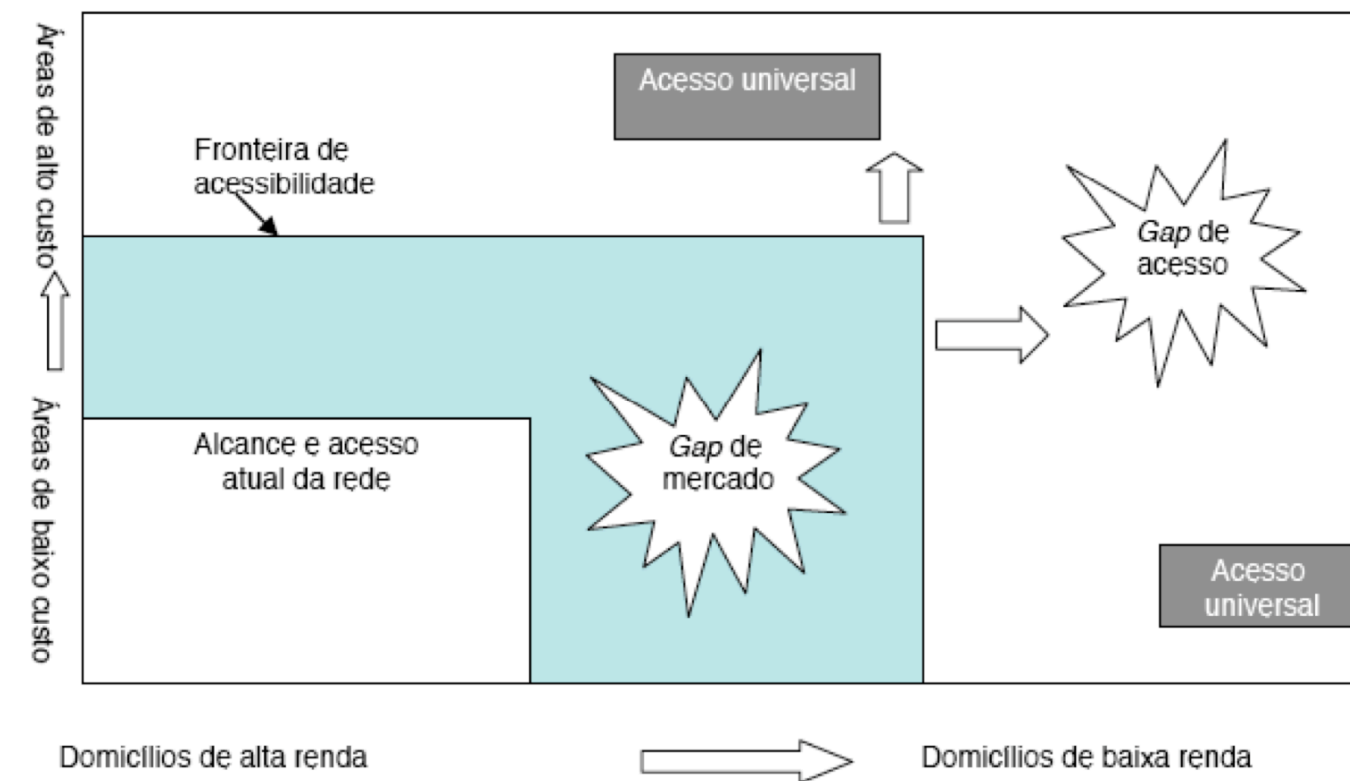 Áreas de alto custo
Áreas de baixo custo
Acesso universal
Fronteira de
acessibilidade
Gap de
acesso
Alcance e acesso
atual da rede
Gap de
mercado
Acesso
universal
Domicílios de alta renda
Domicílios de baixa renda